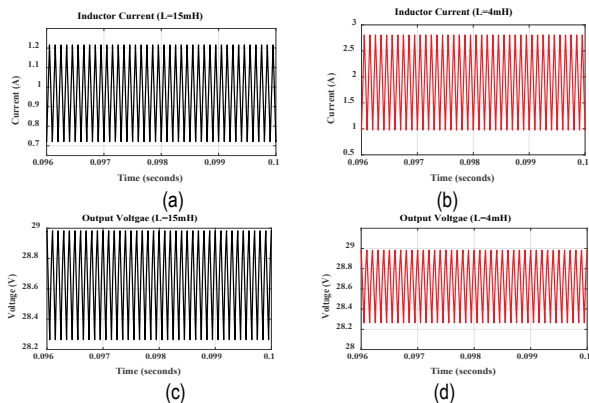 Inductor Current (L=15mH)
1.2
1.1
1
0.9
0.8
0.7
Current (A)
0.096 0.097 0.098 0.099 0.1
Time (seconds)
(a)
Inductor Current (L=4mH)
3
2.5
2
1.5
1
0.5
Current (A)
0.096 0.097 0.098 0.099 0.1
Time (seconds)
(b)
Output Voltgae (L=15mH)
29
28.8
28.6
28.4
28.2
Voltage (V)
0.096 0.097 0.098 0.099 0.1
Time (seconds)
(c)
Output Voltgae (L=4mH)
29
28.8
28.6
28.4
28.2
28
Voltage (V)
0.096 0.097 0.098 0.099 0.1
Time (seconds)
(d)